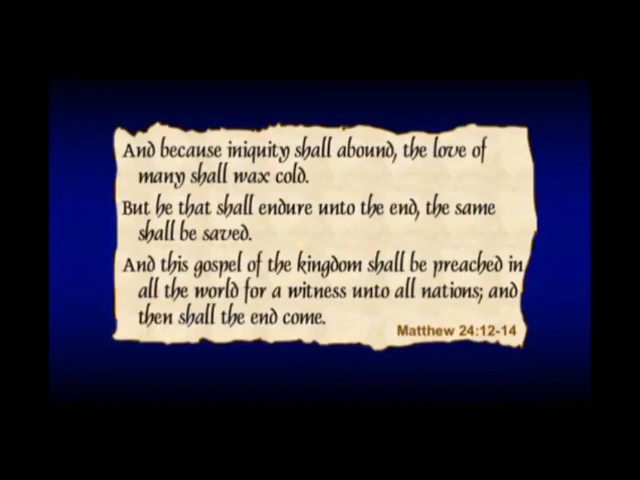 And because iniquity shall abound, the love of
many shall wax cold.
But he that shall endure unto the end, the same
shall be saved.
And this gospel of the kingdom shall be preached in
all the world for a witness unto all nations; and
then shall the end come.
Matthew 24:12-14